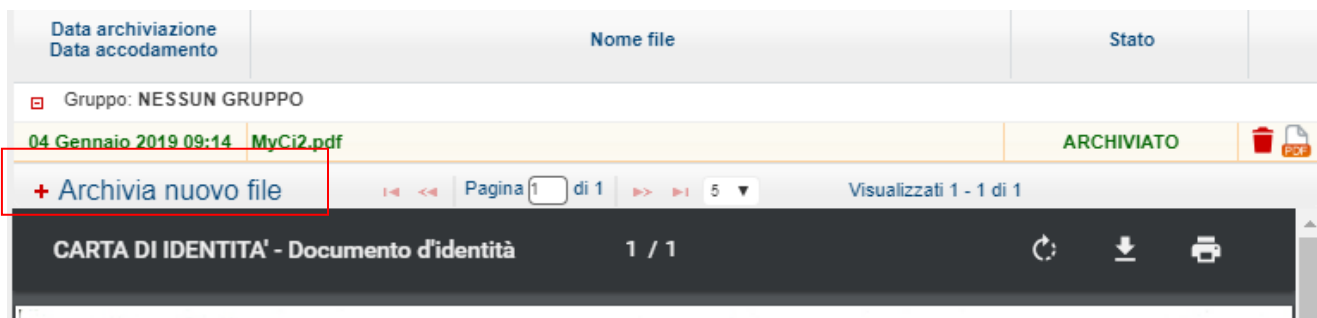 Data archiviazione
Data accodamento
Nome file
Stato
Gruppo: NESSUN GRUPPO
04 Gennaio 2019 09:14 MyCi2.pdf ARCHIVIATO PDF
+ Archivia nuovo file Pagina 1 di 1 5 Visualizzati 1 - 1 di 1
CARTA DI IDENTITA' - Documento d'identità 1 / 1